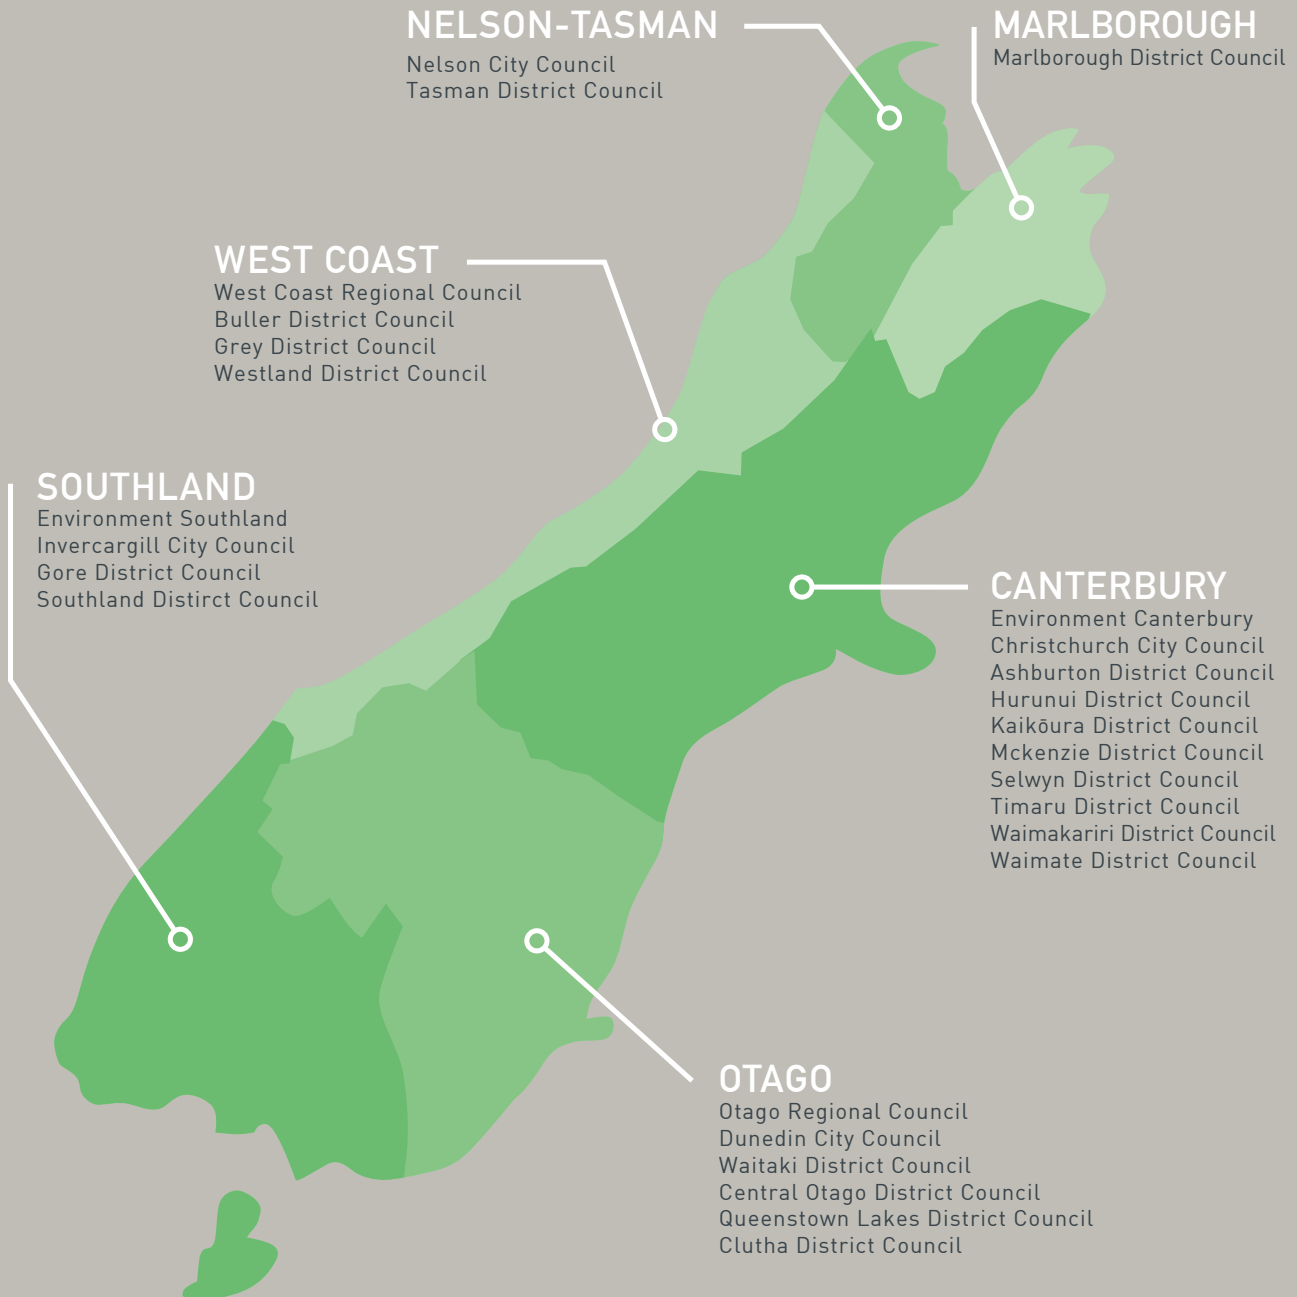 NELSON-TASMAN
Nelson City Council
Tasman District Council
MARLBOROUGH
Marlborough District Council
WEST COAST
West Coast Regional Council
Buller District Council
Grey District Council
Westland District Council
SOUTHLAND
Environment Southland
Invercargill City Council
Gore District Council
Southland Distirct Council
CANTERBURY
Environment Canterbury
Christchurch City Council
Ashburton District Council
Hurunui District Council
Kaikōura District Council
Mckenzie District Council
Selwyn District Council
Timaru District Council
Waimakariri District Council
Waimate District Council
OTAGO
Otago Regional Council
Dunedin City Council
Waitaki District Council
Central Otago District Council
Queenstown Lakes District Council
Clutha District Council